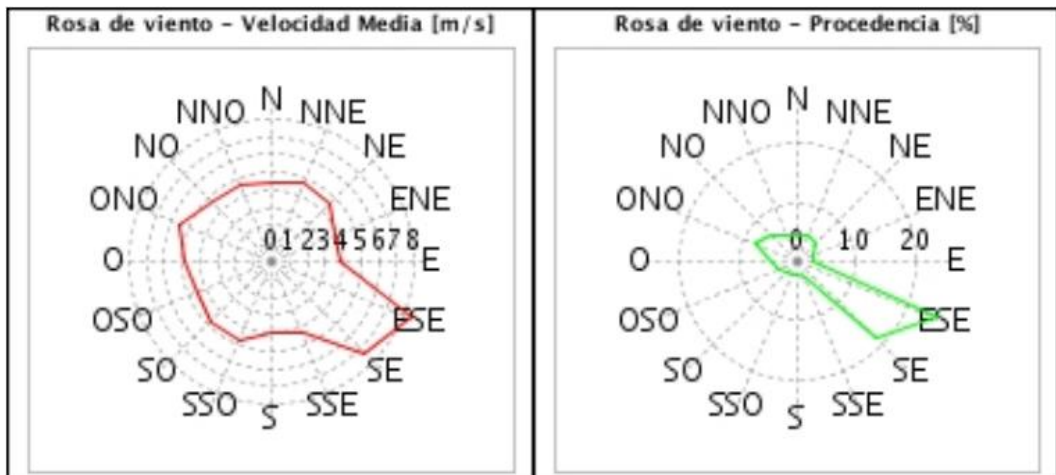 Rosa de viento – Velocidad Media [m/s]
N
NNO NNE
NO NE
ONO ENE
0 1 2 3 4 5 6 7 8
O E
OSO ESE
SO SE
SSO SSE
S
Rosa de viento – Procedencia [%]
N
NNO NNE
NO NE
ONO ENE
0 10 20
O E
OSO ESE
SO SE
SSO SSE
S